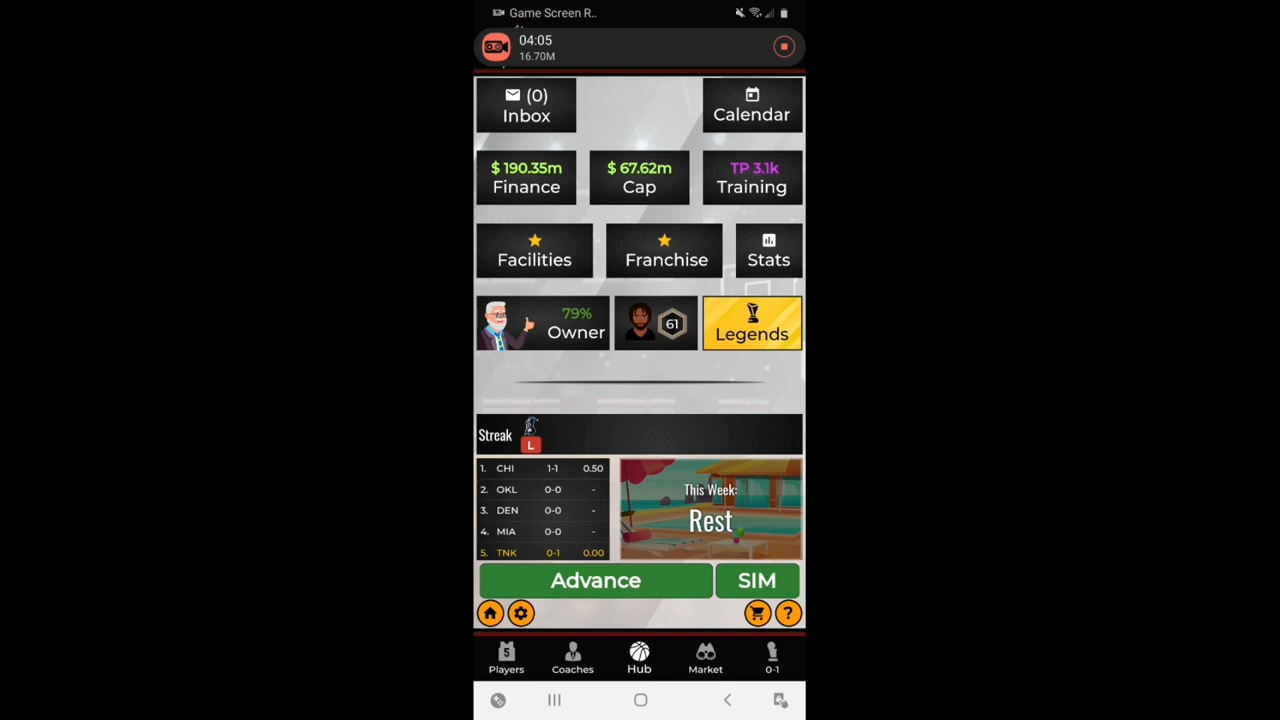 Game Screen R..
04:05
16.70M
(0)
Inbox
Calendar
$ 190.35m
Finance
$ 67.62m
Cap
TP 3.1k
Training
Facilities
Franchise
Stats
79%
Owner
61
Legends
Streak
L
1. CHI 1-1 0.50
2. OKL 0-0 -
3. DEN 0-0 -
4. MIA 0-0 -
5. TNK 0-1 0.00
This Week:
Rest
Advance
SIM
?
5
Players
Coaches
Hub
Market
0-1